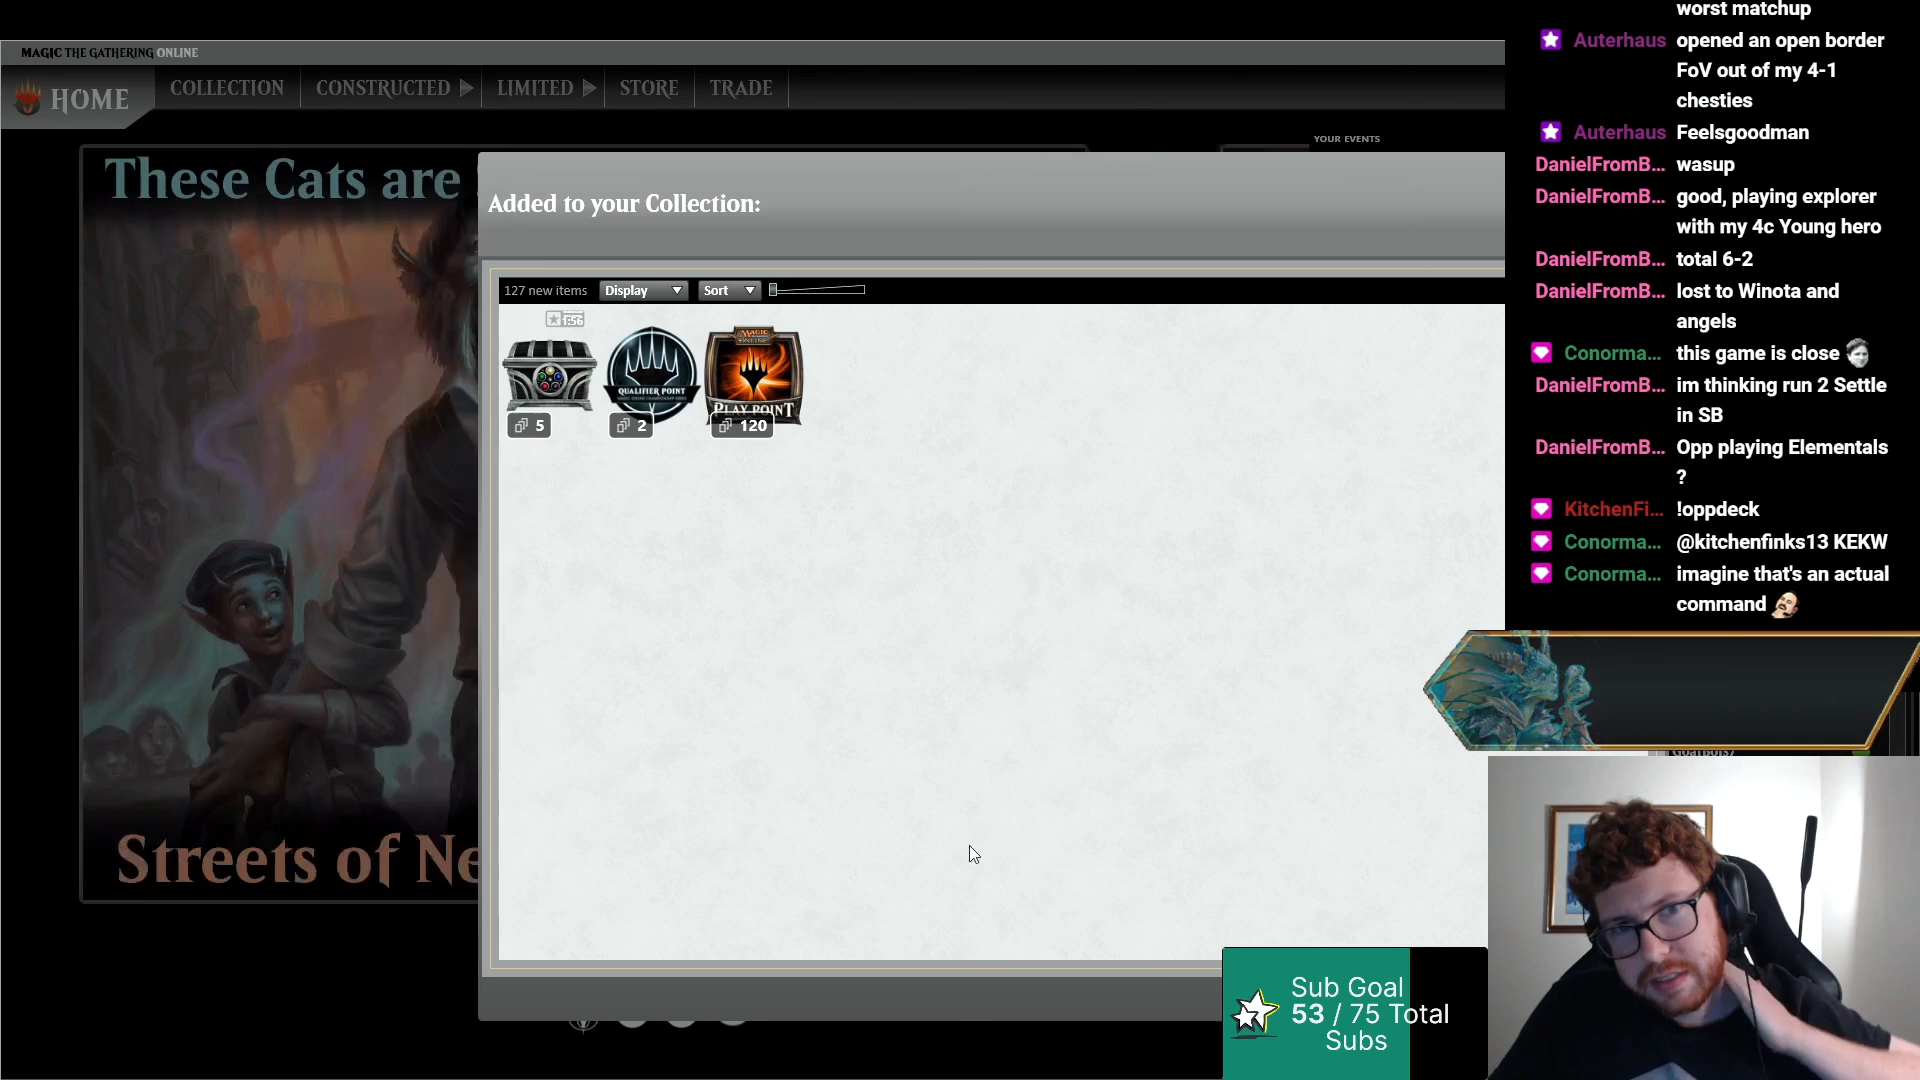 MAGIC THE GATHERING ONLINE
HOME
COLLECTION
CONSTRUCTED
LIMITED
STORE
TRADE
YOUR EVENTS
These Cats are
Added to your Collection:
127 new items
Display
Sort
1:56
QUALIFIER POINT
PLAY POINT
5
2
120
Streets of Ne
worst matchup
Auterhaus opened an open border
FoV out of my 4-1
chesties
Auterhaus Feelsgoodman
DanielFromB... wasup
DanielFromB... good, playing explorer
with my 4c Young hero
DanielFromB... total 6-2
DanielFromB... lost to Winota and
angels
Conorma... this game is close
DanielFromB... im thinking run 2 Settle
in SB
DanielFromB... Opp playing Elementals
?
KitchenFi... !oppdeck
Conorma... @kitchenfinks13 KEKW
Conorma... imagine that's an actual
command
Sub Goal
53 / 75 Total
Subs